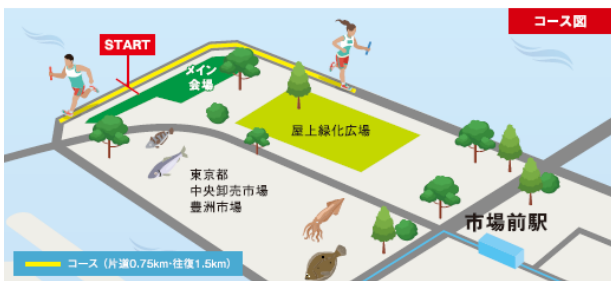 コース図
START
メイン
会場
屋上緑化広場
東京都
中央卸売市場
豊洲市場
市場前駅
コース（片道0.75km・往復1.5km）